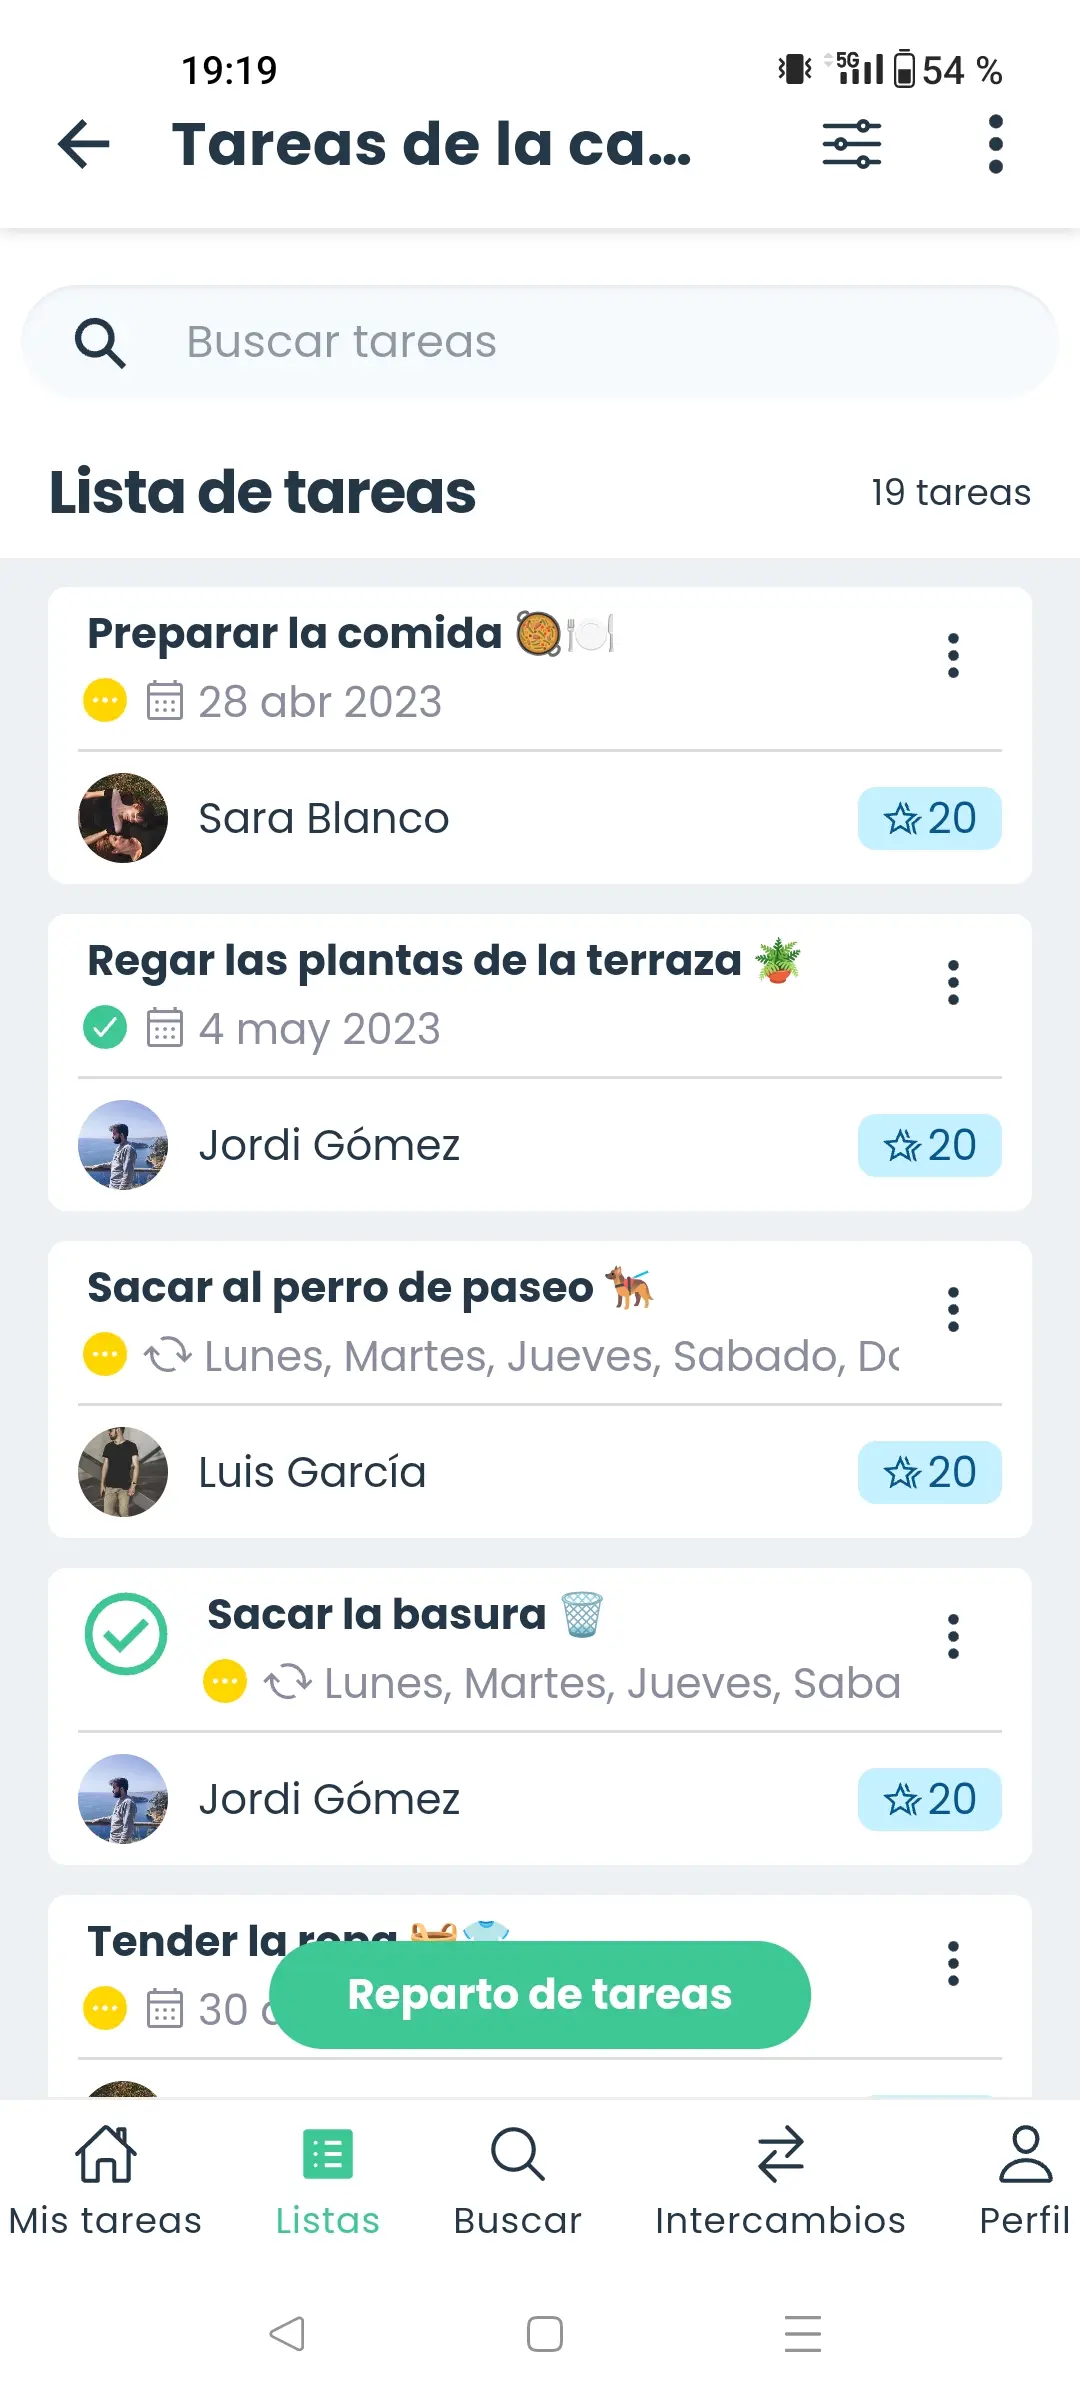 19:19 5G 54 %
Tareas de la ca...
Buscar tareas
Lista de tareas
19 tareas
Preparar la comida 🥘🍽️
28 abr 2023
Sara Blanco
20
Regar las plantas de la terraza 🪴
4 may 2023
Jordi Gómez
20
Sacar al perro de paseo 🐕‍🦺
Lunes, Martes, Jueves, Sabado, Do
Luis García
20
Sacar la basura 🗑️
Lunes, Martes, Jueves, Saba
Jordi Gómez
20
Tender la ropa 🧺👕
30
Reparto de tareas
Mis tareas
Listas
Buscar
Intercambios
Perfil